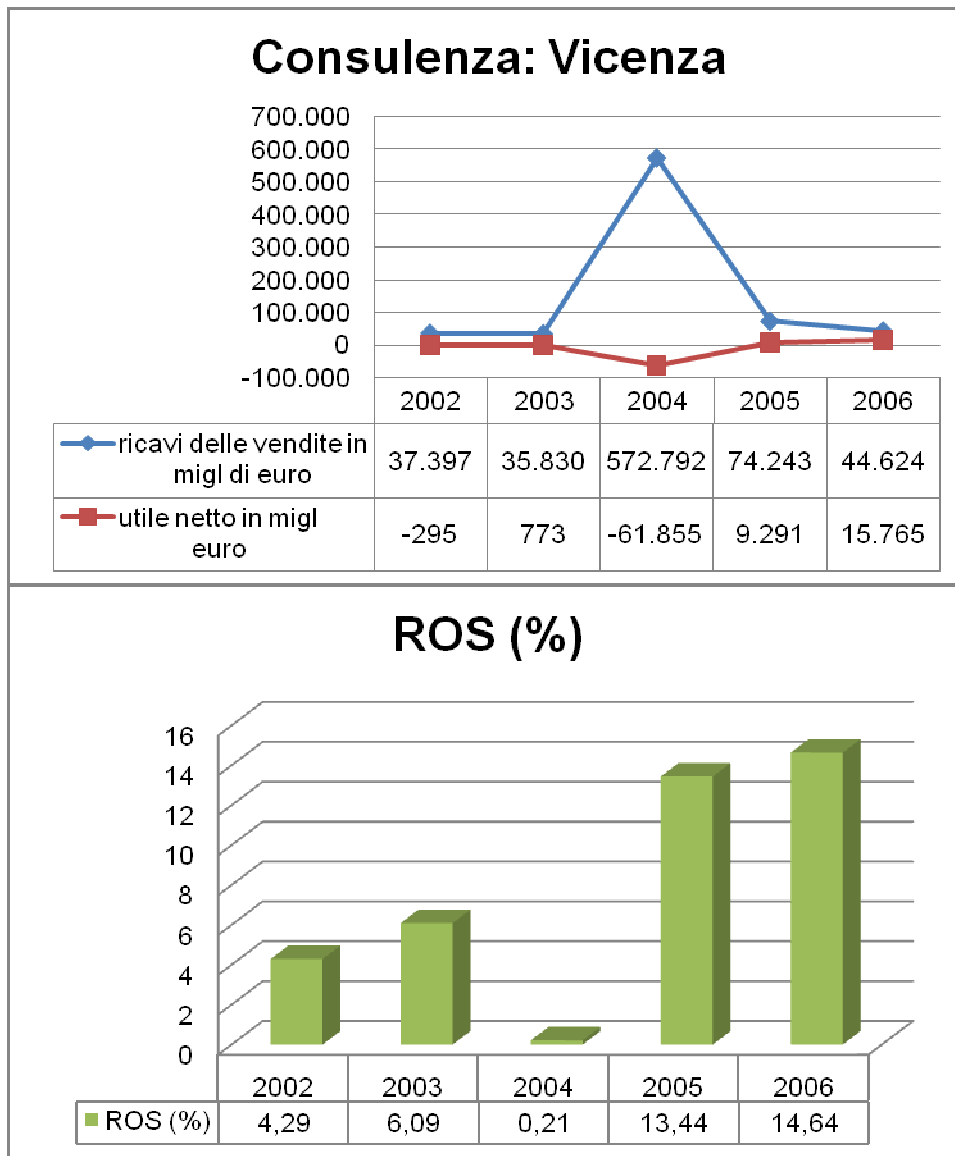 Consulenza: Vicenza
700.000
600.000
500.000
400.000
300.000
200.000
100.000
0
-100.000
2002 2003 2004 2005 2006
ricavi delle vendite in
migl di euro
37.397 35.830 572.792 74.243 44.624
utile netto in migl
euro
-295 773 -61.855 9.291 15.765
ROS (%)
16
14
12
10
8
6
4
2
0
2002 2003 2004 2005 2006
ROS (%) 4,29 6,09 0,21 13,44 14,64